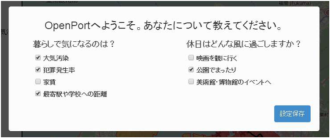 OpenPortへようこそ。あなたについて教えてください。
暮らしで気になるのは？
大気汚染
犯罪発生率
家賃
最寄駅や学校への距離
休日はどんな風に過ごしますか？
映画を観に行く
公園でまったり
美術館・博物館のイベントへ
設定保存